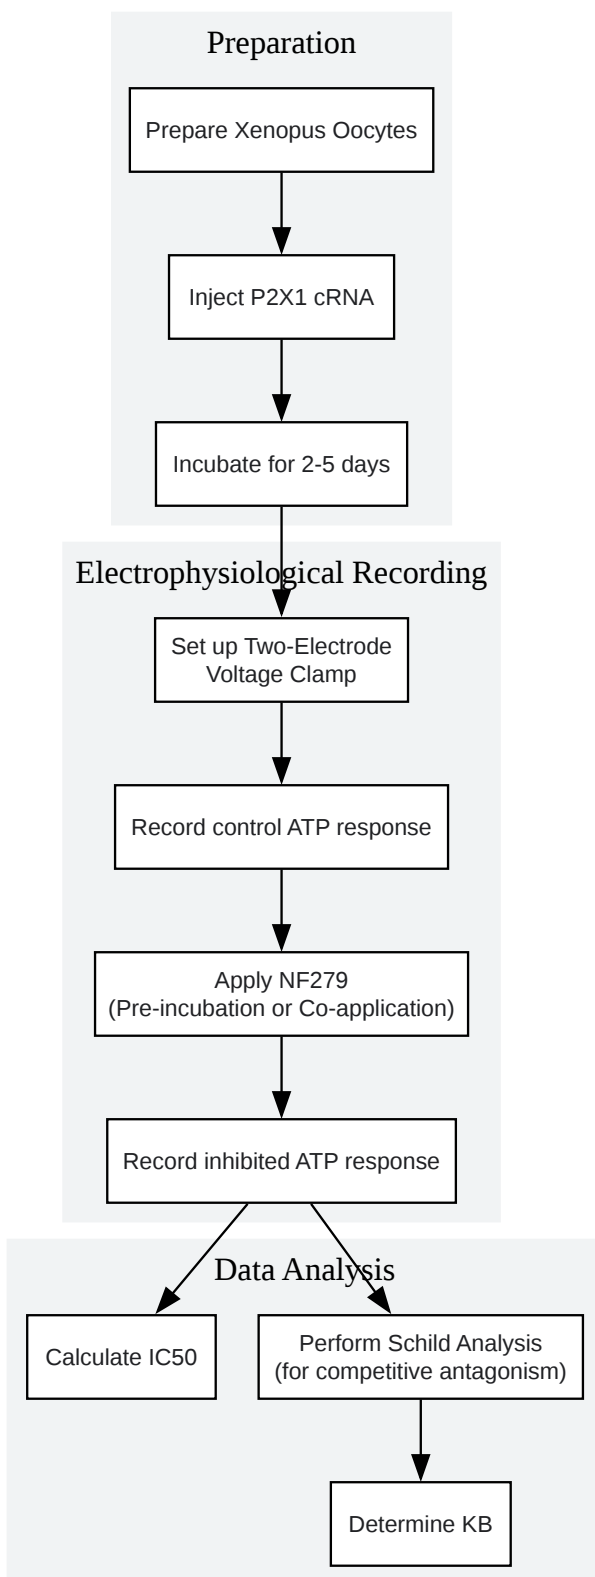 Preparation
Prepare Xenopus Oocytes
Inject P2X1 cRNA
Incubate for 2-5 days
Electrophysiological Recording
Set up Two-Electrode
Voltage Clamp
Record control ATP response
Apply NF279
(Pre-incubation or Co-application)
Record inhibited ATP response
Data Analysis
Calculate IC50
Perform Schild Analysis
(for competitive antagonism)
Determine KB